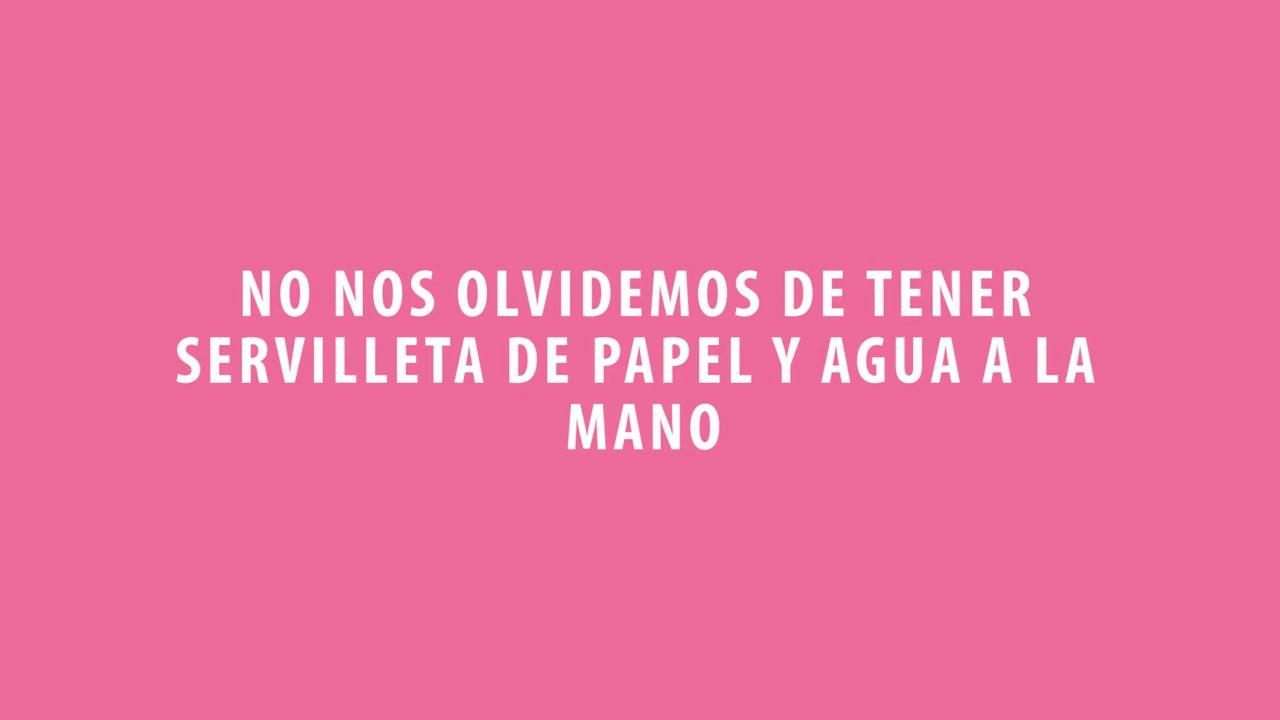 NO NOS OLVIDEMOS DE TENER
SERVILLETA DE PAPEL Y AGUA A LA
MANO